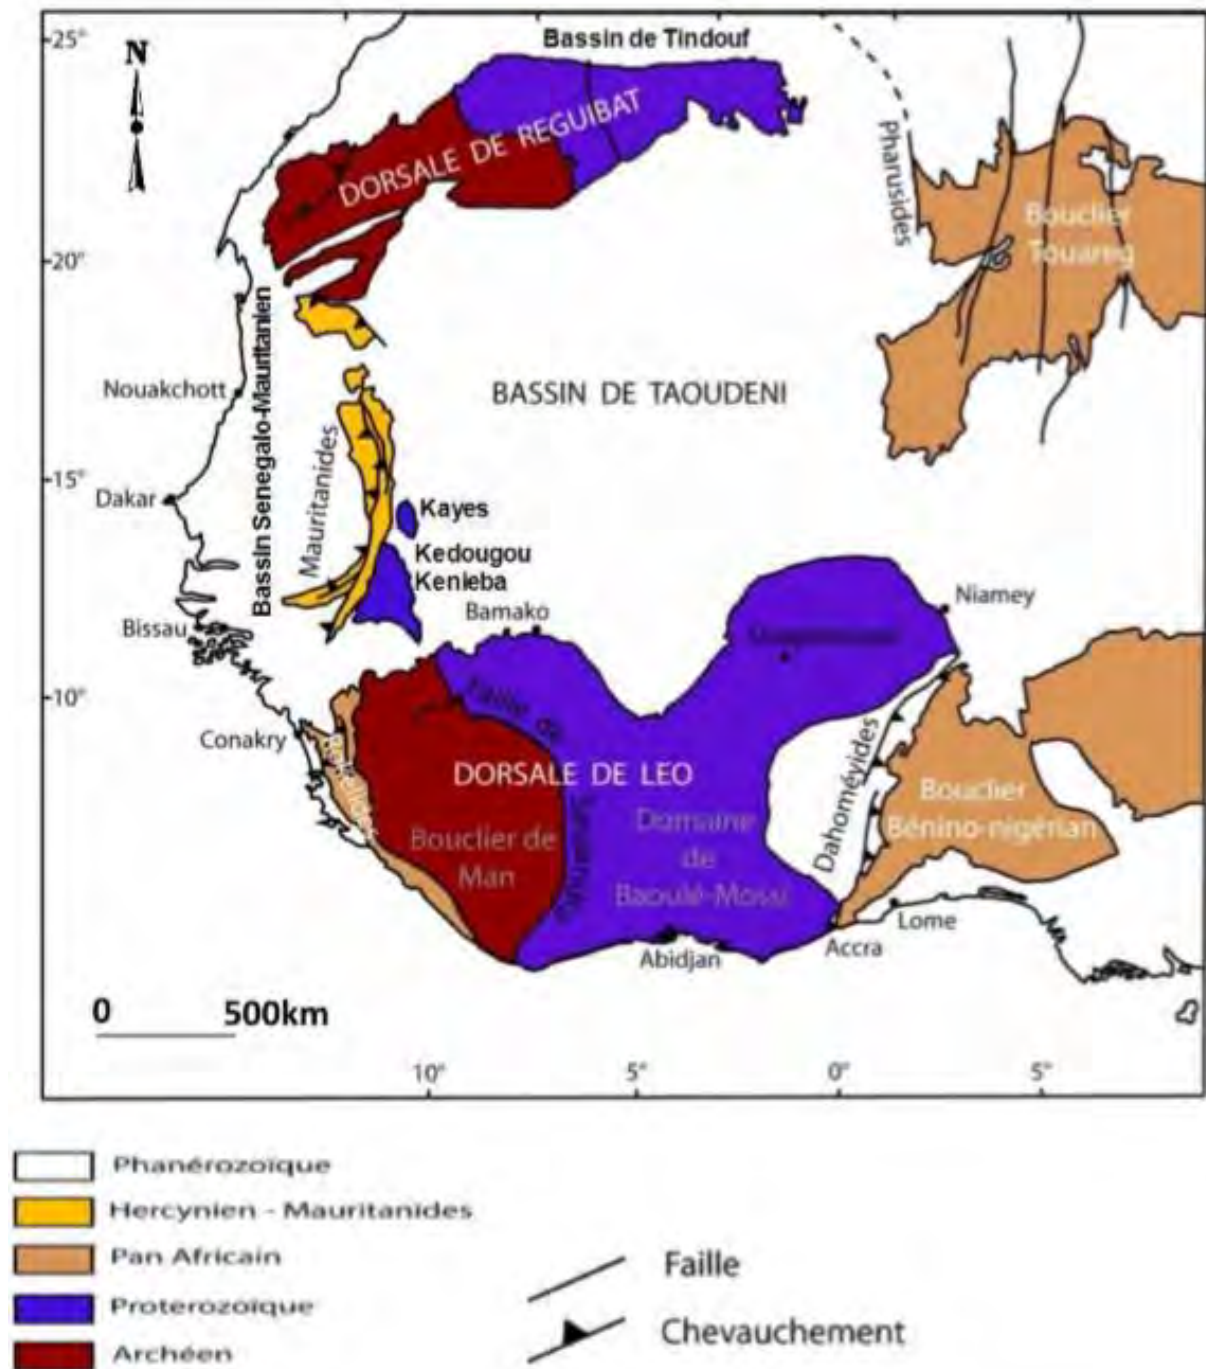 25°
Bassin de Tindouf
N
DORSALE DE REGUIBAT
Pharusides
Bouclier
Touareg
20°
Bassin Senegalo-Mauritanien
Nouakchott
BASSIN DE TAOUDENI
Mauritanides
15°
Dakar
Kayes
Kedougou
Kenieba
Bamako
Niamey
Bissau
10°
Faille de
Conakry
DORSALE DE LEO
Dahoméyides
Bouclier
Bénino-nigérian
Bouclier de
Man
Domaine
de
Baoulé-Mossi
Lome
Abidjan
Accra
0 500km
10° 5° 0° 5°
Phanérozoïque
Hercynien - Mauritanides
Pan Africain
Proterozoïque
Archéen
Faille
Chevauchement